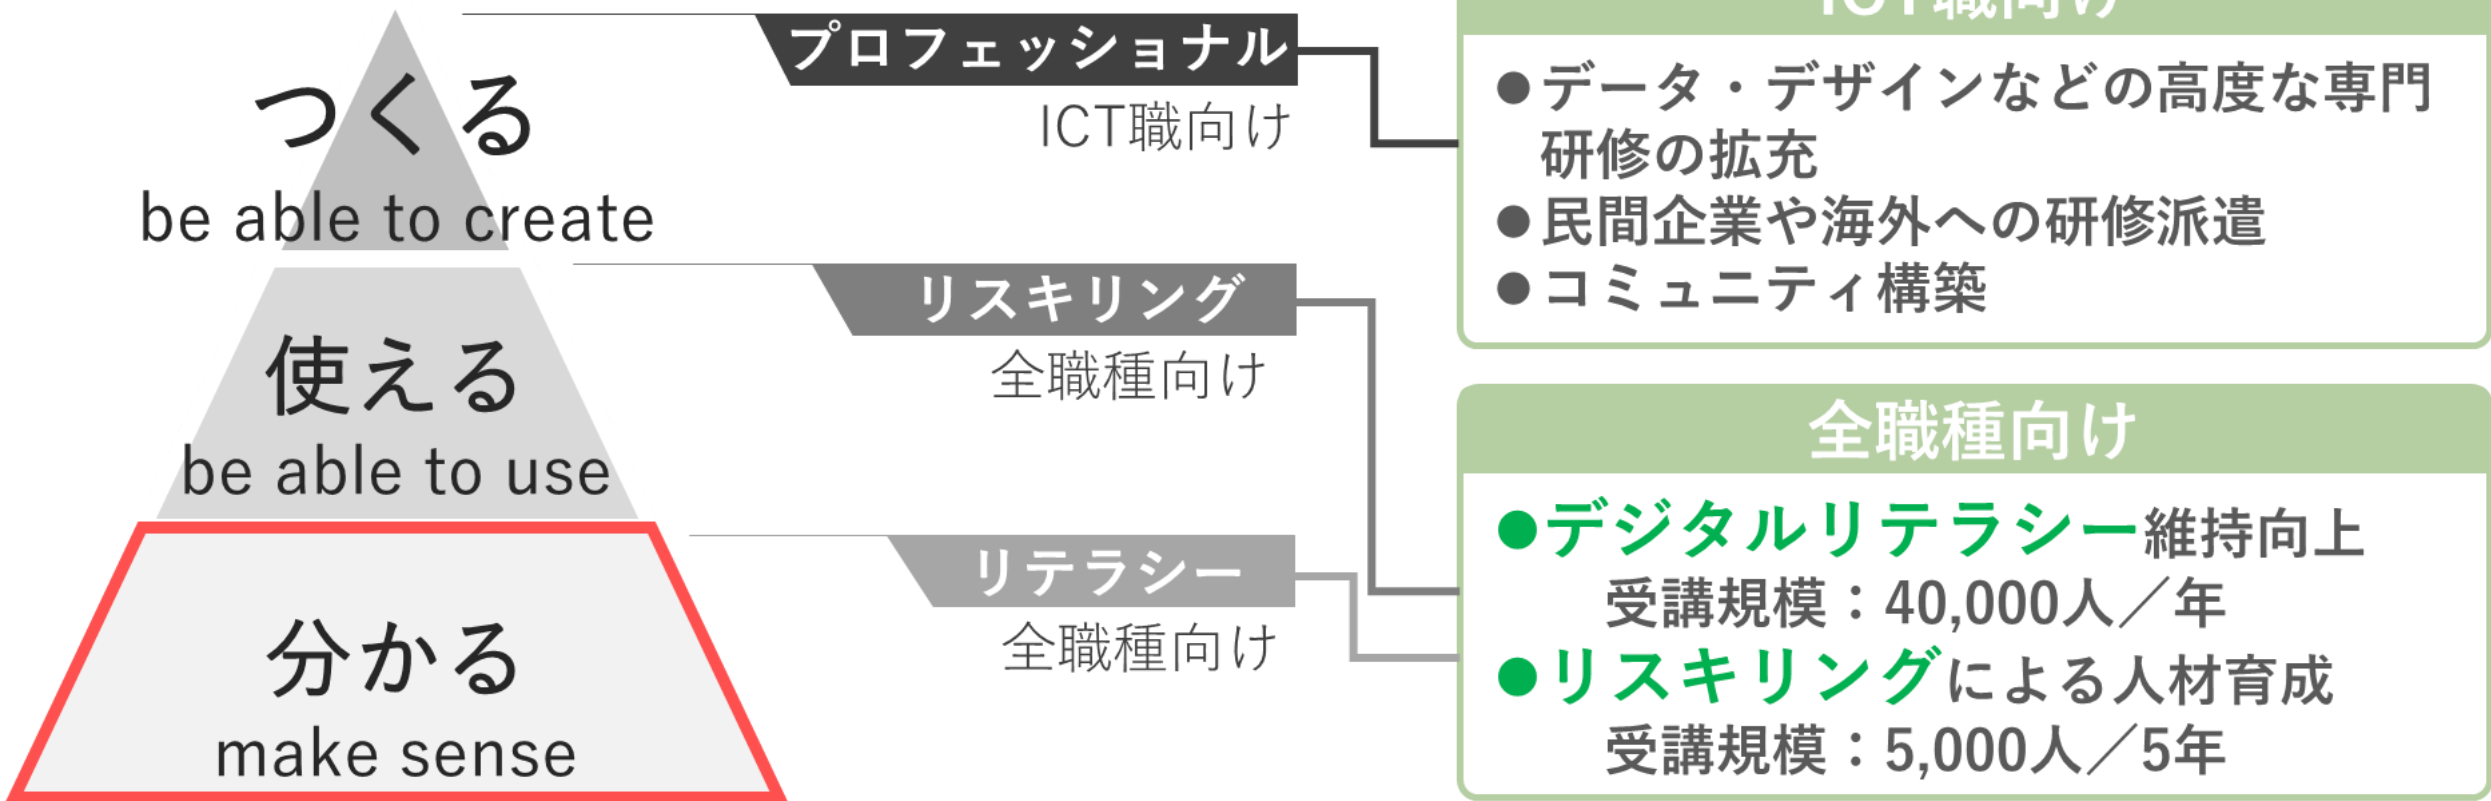 つくる
be able to create
使える
be able to use
分かる
make sense
プロフェッショナル
ICT職向け
リスキリング
全職種向け
リテラシー
全職種向け
ICT職向け
●データ・デザインなどの高度な専門
研修の拡充
●民間企業や海外への研修派遣
●コミュニティ構築
全職種向け
●デジタルリテラシー維持向上
受講規模：40,000人／年
●リスキリングによる人材育成
受講規模：5,000人／5年